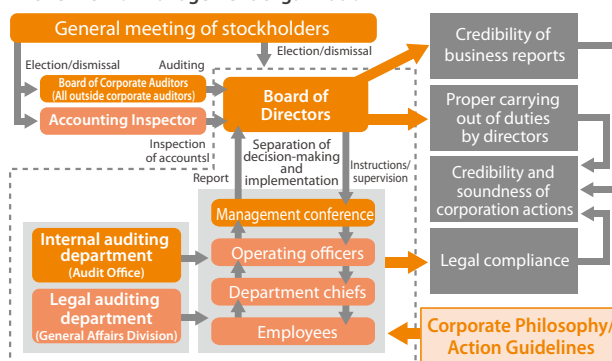 General meeting of stockholders
Election/dismissal
Election/dismissal
Auditing
Board of Corporate Auditors
(All outside corporate auditors)
Accounting Inspector
Inspection
of accountsl
Board of
Directors
Report
Separation of
decision-making
and
implementation
Instructions/
supervision
Management conference
Operating officers
Department chiefs
Employees
Internal auditing
department
(Audit Office)
Legal auditing
department
(General Affairs Division)
Credibility of
business reports
Proper carrying
out of duties
by directors
Credibility and
soundness of
corporation actions
Legal compliance
Corporate Philosophy/
Action Guidelines